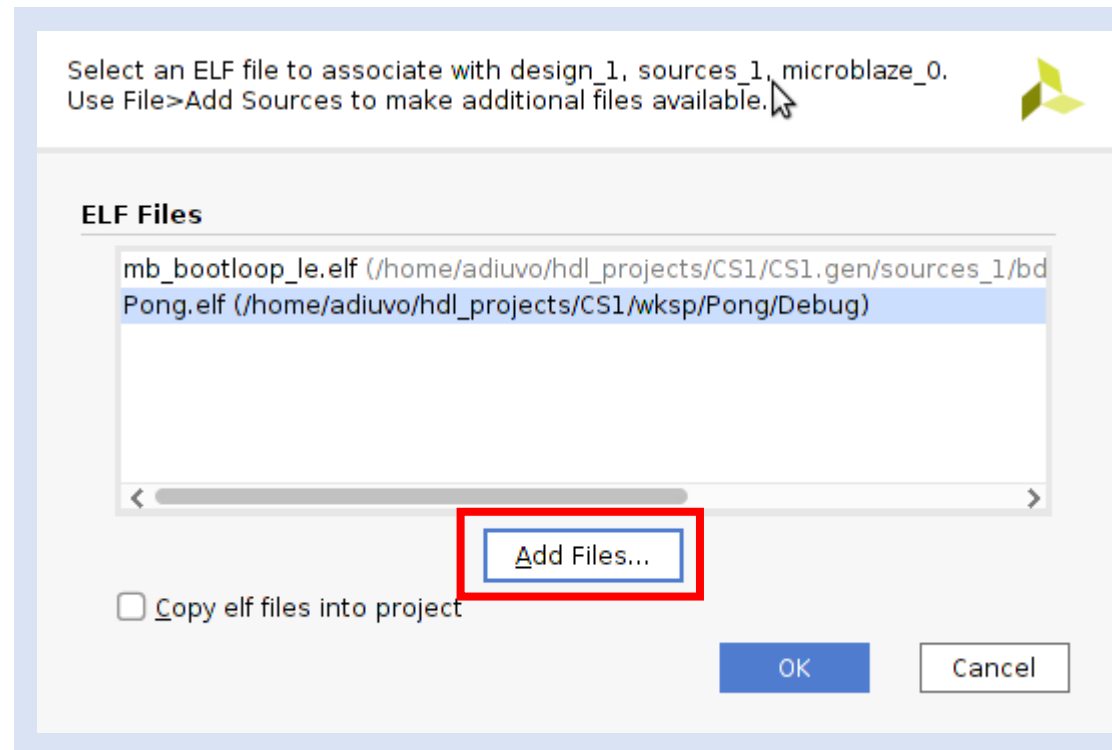 Select an ELF file to associate with design_1, sources_1, microblaze_0.
Use File>Add Sources to make additional files available.
ELF Files
mb_bootloop_le.elf (/home/adiuvo/hdl_projects/CS1/CS1.gen/sources_1/bd
Pong.elf (/home/adiuvo/hdl_projects/CS1/wksp/Pong/Debug)
Add Files...
Copy elf files into project
OK Cancel